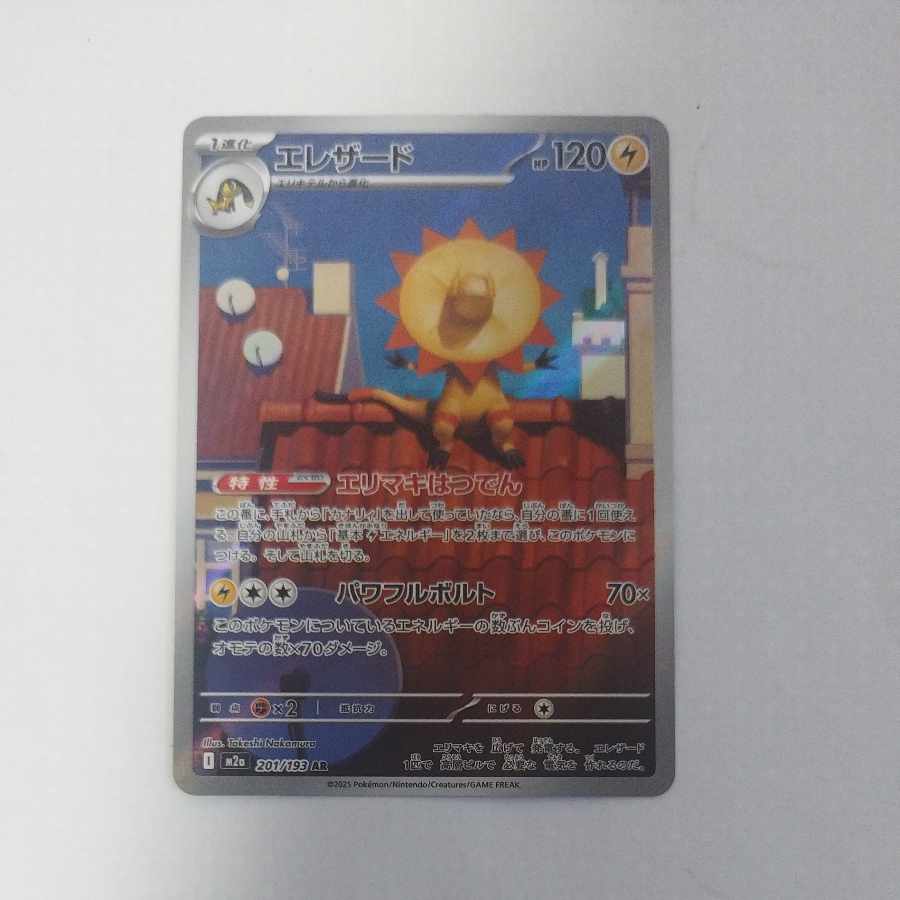 1進化
エレザード
HP 120
エリキテルから進化
特性 エリマキはつでん
この番に、手札から「カナリィ」を出して使っていたなら、自分の番に1回使え
る。自分の山札から「基本エネルギー」を2枚まで選び、このポケモンに
つける。そして山札を切る。
パワフルボルト 70×
このポケモンについているエネルギーの数ぶんコインを投げ、
オモテの数×70ダメージ。
弱点 ×2 抵抗力 にげる
Illus. Takeshi Nakamura
エリマキを 広げて 発電する。 エレザード
1匹で 高層ビルで 必要な 電気を 作れるのだ。
I M2a 201/193 AR
©2025 Pokémon/Nintendo/Creatures/GAME FREAK.